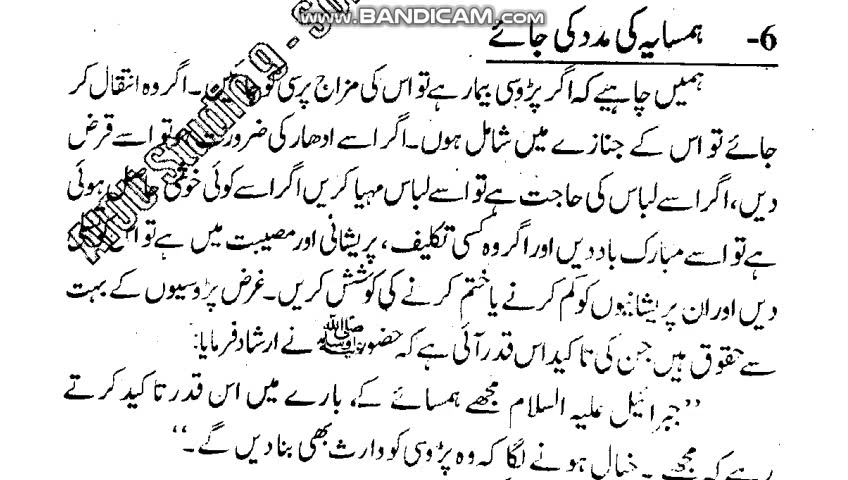 www.BANDICAM.com
6- ہمسایہ کی مدد کی جائے
ہمیں چاہیے کہ اگر پڑوسی بیمار ہے تو اس کی مزاج پرسی کو جائیں۔ اگر وہ انتقال کر
جائے تو اس کے جنازے میں شامل ہوں۔ اگر اسے ادھار کی ضرورت ہو تو اسے قرض
دیں، اگر اسے لباس کی حاجت ہے تو اسے لباس مہیا کریں اگر اسے کوئی خوشی حاصل ہوئی
ہے تو اسے مبارک باد دیں اور اگر وہ کسی تکلیف، پریشانی اور مصیبت میں ہے تو اسے
دیں اور ان پریشانیوں کو کم کرنے یا ختم کرنے کی کوشش کریں۔ غرض پڑوسیوں کے بہت
سے حقوق ہیں جن کی تاکید اس قدر آئی ہے کہ حضور ﷺ نے ارشاد فرمایا:
”جبرائیل علیہ السلام مجھے ہمسائے کے، بارے میں اس قدر تاکید کرتے
رہے کہ مجھے۔ خیال ہونے لگا کہ وہ پڑوسی کو وارث بھی بنا دیں گے۔“